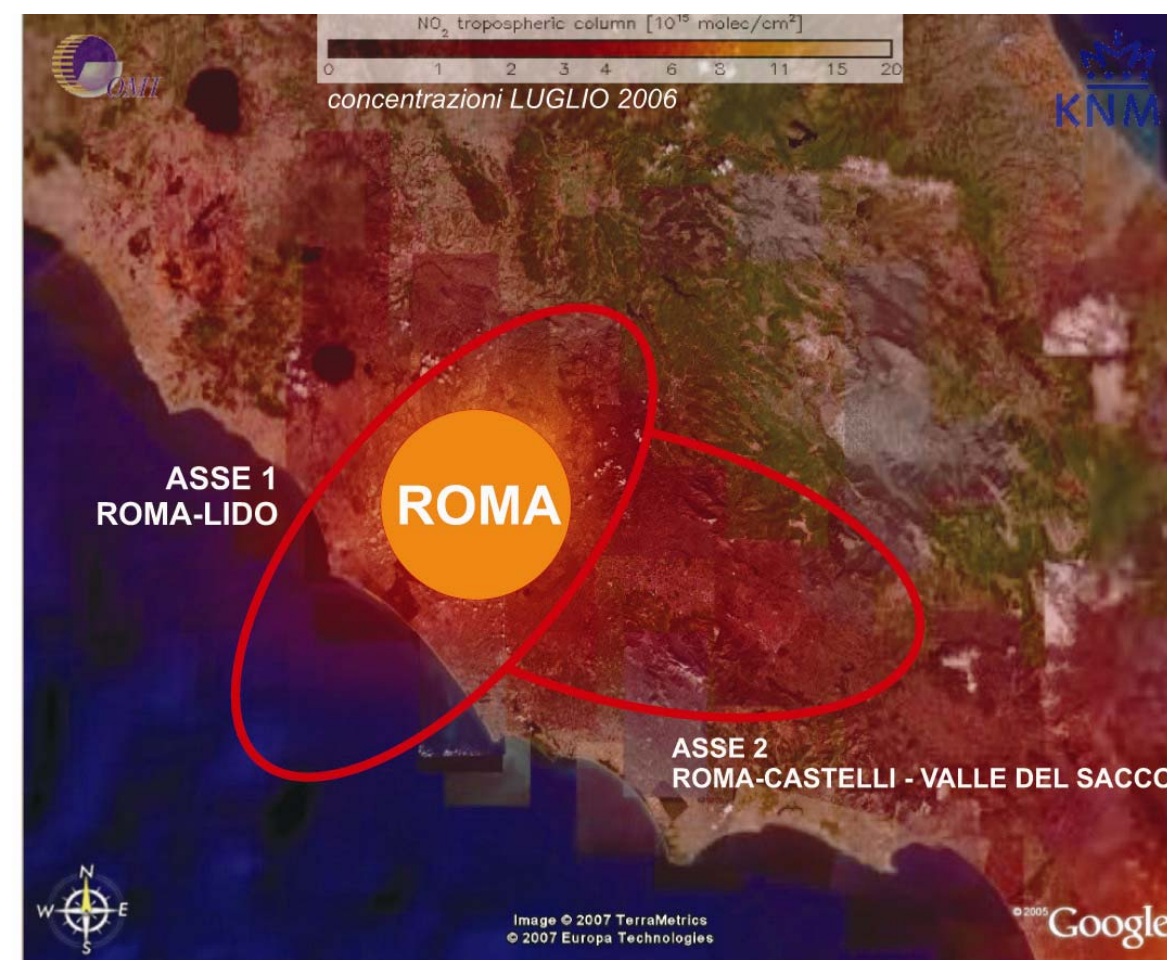 NO2 tropospheric column [10^15 molec/cm^2]
0 1 2 3 4 6 8 11 15 20
concentrazioni LUGLIO 2006
OMI
KNM
ASSE 1
ROMA-LIDO
ROMA
ASSE 2
ROMA-CASTELLI - VALLE DEL SACCO
N
W E
S
Image © 2007 TerraMetrics
© 2007 Europa Technologies
© 2005 Google